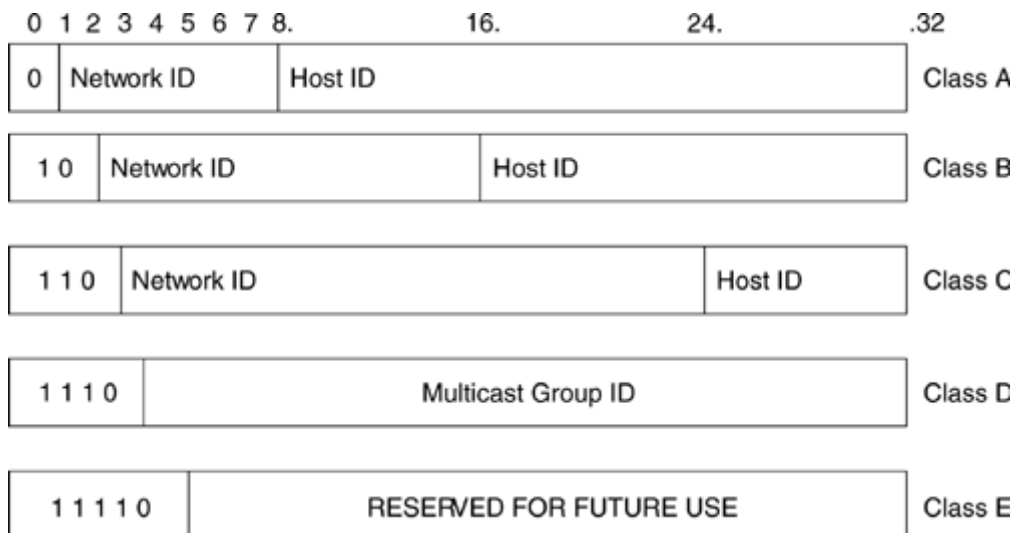 0 1 2 3 4 5 6 7 8. 16. 24. .32
0 Network ID Host ID Class A
1 0 Network ID Host ID Class B
1 1 0 Network ID Host ID Class C
1 1 1 0 Multicast Group ID Class D
1 1 1 1 0 RESERVED FOR FUTURE USE Class E